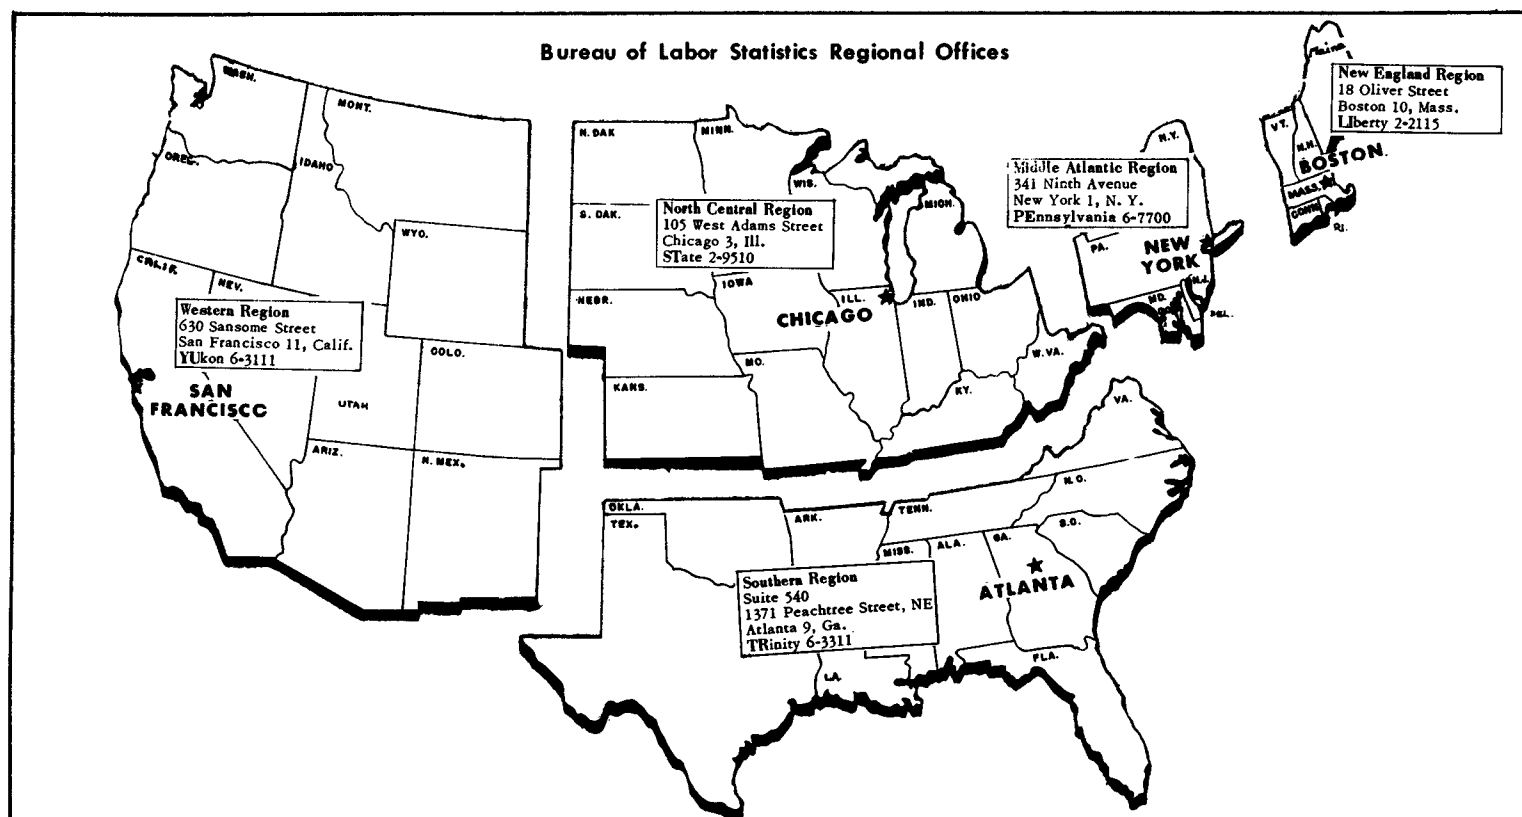 Bureau of Labor Statistics Regional Offices
Maine
New England Region
18 Oliver Street
Boston 10, Mass.
LIberty 2-2115
VT.
N.H.
BOSTON.
MASS.
CONN.
R.I.
N.Y.
Middle Atlantic Region
341 Ninth Avenue
New York 1, N. Y.
PEnnsylvania 6-7700
PA.
NEW
YORK
N.J.
MD.
DEL.
WASH.
MONT.
OREG.
IDAHO
WYO.
CALIF.
NEV.
Western Region
630 Sansome Street
San Francisco 11, Calif.
YUkon 6-3111
SAN
FRANCISCO
UTAH
COLO.
ARIZ.
N. MEX.
N. DAK
MINN.
WIS.
MICH.
S. DAK.
North Central Region
105 West Adams Street
Chicago 3, Ill.
STate 2-9510
IOWA
NEBR.
ILL.
IND.
OHIO
CHICAGO
MO.
W. VA.
KANS.
KY.
VA.
OKLA.
TEX.
ARK.
TENN.
N.C.
S.C.
MISS.
ALA.
GA.
ATLANTA
Southern Region
Suite 540
1371 Peachtree Street, NE
Atlanta 9, Ga.
TRinity 6-3311
LA.
FLA.